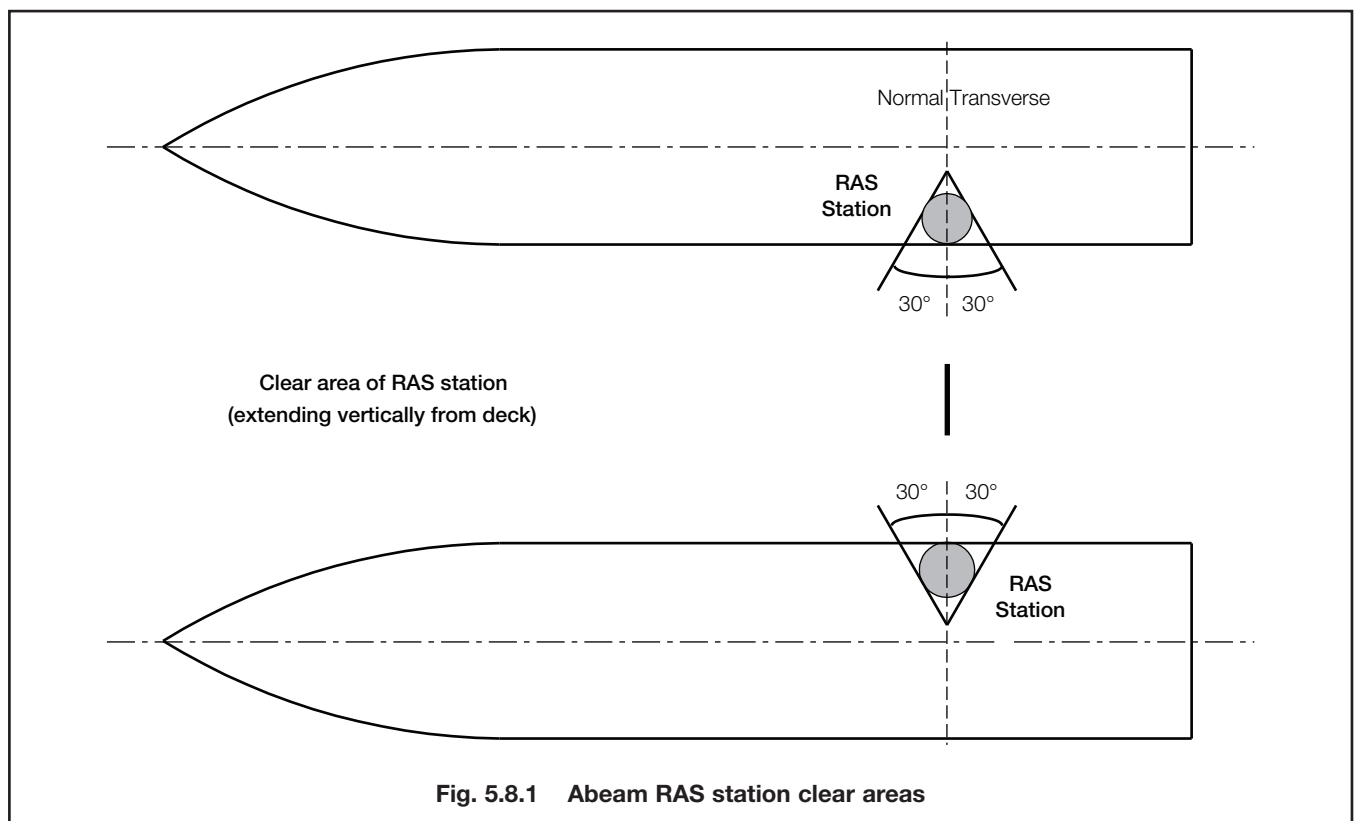 Normal Transverse
RAS
Station
30° 30°
Clear area of RAS station
(extending vertically from deck)
30° 30°
RAS
Station
Fig. 5.8.1 Abeam RAS station clear areas